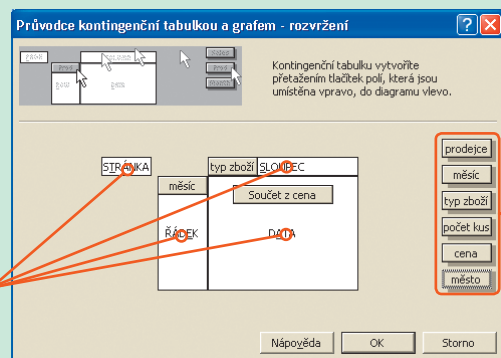 Průvodce kontingenční tabulkou a grafem - rozvržení
Kontingenční tabulku vytvoříte
přetažením tlačítek polí, která jsou
umístěna vpravo, do diagramu vlevo.
STRÁNKA
typ zboží SLOUPEC
měsíc
Součet z cena
ŘÁDEK
DATA
prodejce
měsíc
typ zboží
počet kus
cena
město
Nápověda
OK
Storno